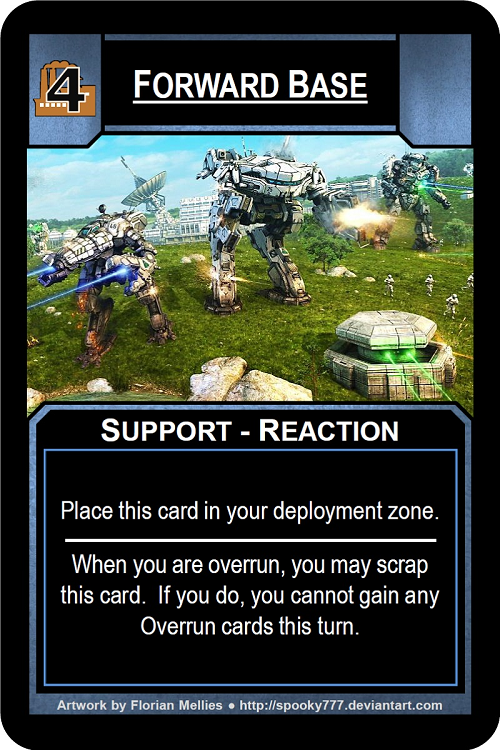 4
FORWARD BASE
SUPPORT - REACTION
Place this card in your deployment zone.
When you are overrun, you may scrap
this card.  If you do, you cannot gain any
Overrun cards this turn.
Artwork by Florian Mellies ● http://spooky777.deviantart.com